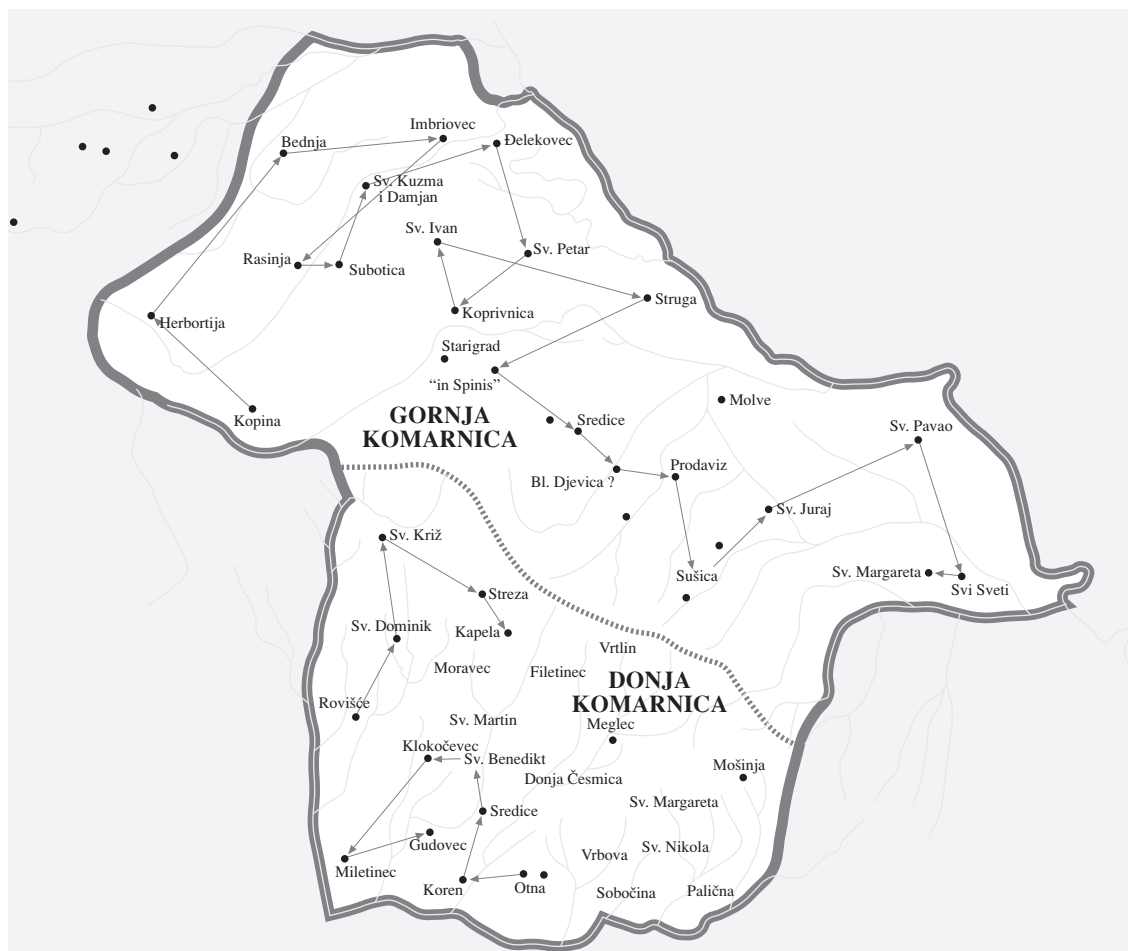 Imbriovec
Bednja
Đelekovec
Sv. Kuzma
i Damjan
Sv. Ivan
Sv. Petar
Rasinja
Subotica
Struga
Koprivnica
Herbortija
Starigrad
“in Spinis”
Molve
Kopina
GORNJA
KOMARNICA
Sredice
Sv. Pavao
Prodaviz
Bl. Djevica ?
Sv. Juraj
Sv. Križ
Sušica
Sv. Margareta
Svi Sveti
Streza
Sv. Dominik
Kapela
Vrtlin
Moravec
Filetinec
DONJA
KOMARNICA
Rovišće
Sv. Martin
Meglec
Klokočevec
Sv. Benedikt
Mošinja
Donja Česmica
Sv. Margareta
Sredice
Gudovec
Sv. Nikola
Vrbova
Miletinec
Koren
Otna
Sobočina
Palična